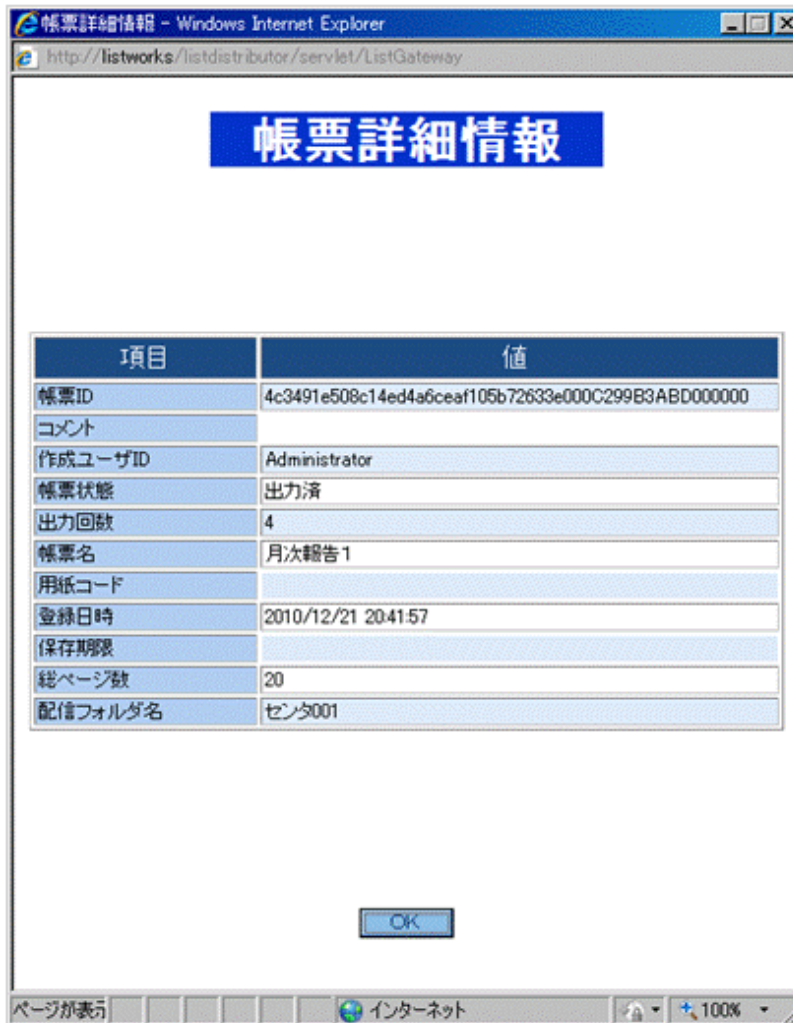 帳票詳細情報 - Windows Internet Explorer
http://listworks/listdistributor/servlet/ListGateway
帳票詳細情報
項目 値
帳票ID 4c3491e508c14ed4a6ceaf105b72633e000C299B3ABD000000
コメント
作成ユーザID Administrator
帳票状態 出力済
出力回数 4
帳票名 月次報告1
用紙コード
登録日時 2010/12/21 20:41:57
保存期限
総ページ数 20
配信フォルダ名 センタ001
OK
ページが表示 インターネット 100%